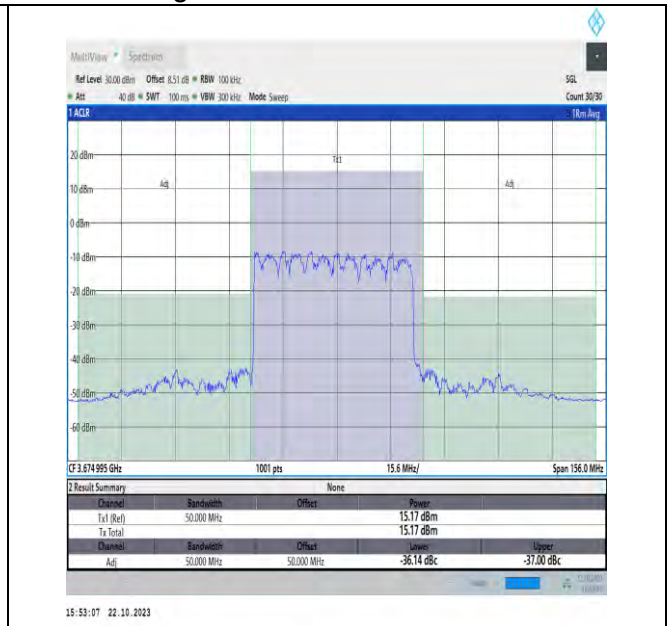 MultiView Spectrum
Ref Level 30.00 dBm Offset 8.51 dB RBW 100 kHz SGL
Att 40 dB SWT 100 ms VBW 300 kHz Mode Sweep Count 30/30
1 ACLR 1Rm Avg
20 dBm
Tx1
Adj Adj
10 dBm
0 dBm
-10 dBm
-20 dBm
-30 dBm
-40 dBm
-50 dBm
-60 dBm
CF 3.674 995 GHz 1001 pts 15.6 MHz/ Span 156.0 MHz
2 Result Summary None
Channel Bandwidth Offset Power
Tx1 (Ref) 50.000 MHz 15.17 dBm
Tx Total 15.17 dBm
Channel Bandwidth Offset Lower Upper
Adj 50.000 MHz 50.000 MHz -36.14 dBc -37.00 dBc
15:53:07 22.10.2023